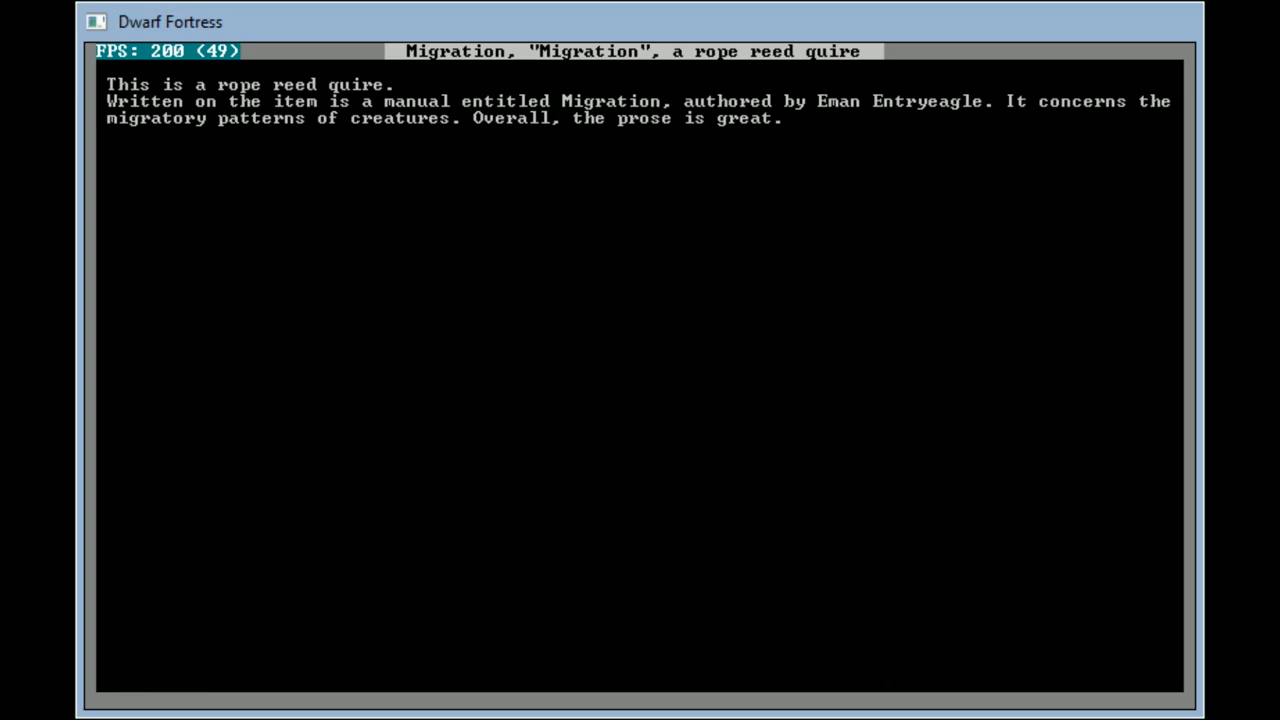 Dwarf Fortress
FPS: 200 (49) Migration, "Migration", a rope reed quire
This is a rope reed quire.
Written on the item is a manual entitled Migration, authored by Eman Entryeagle. It concerns the
migratory patterns of creatures. Overall, the prose is great.